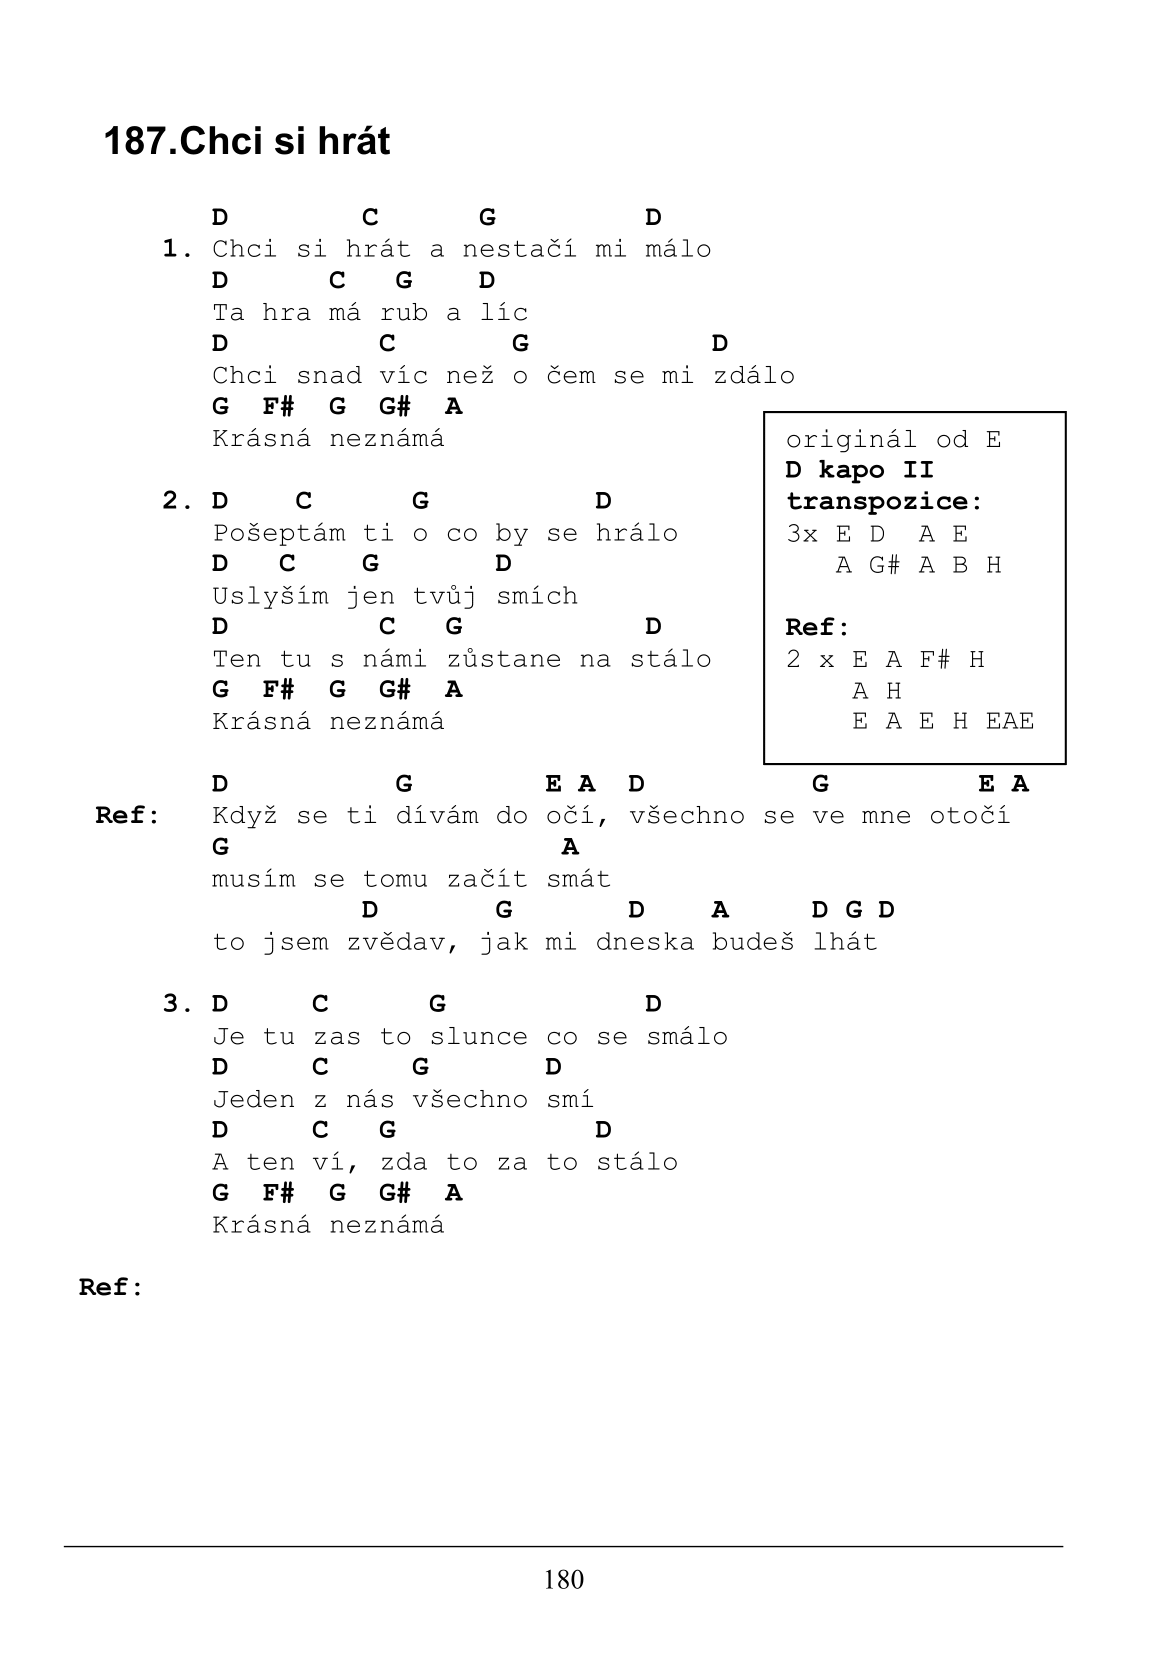 187.Chci si hrát
D C G D
1. Chci si hrát a nestačí mi málo
D C G D
Ta hra má rub a líc
D C G D
Chci snad víc než o čem se mi zdálo
G F# G G# A
Krásná neznámá
2. D C G D
Pošeptám ti o co by se hrálo
D C G D
Uslyším jen tvůj smích
D C G D
Ten tu s námi zůstane na stálo
G F# G G# A
Krásná neznámá
originál od E
D kapo II
transpozice:
3x E D A E
A G# A B H
Ref:
2 x E A F# H
A H
E A E H EAE
D G E A D G E A
Ref: Když se ti dívám do očí, všechno se ve mne otočí
G A
musím se tomu začít smát
D G D A D G D
to jsem zvědav, jak mi dneska budeš lhát
3. D C G D
Je tu zas to slunce co se smálo
D C G D
Jeden z nás všechno smí
D C G D
A ten ví, zda to za to stálo
G F# G G# A
Krásná neznámá
Ref:
180